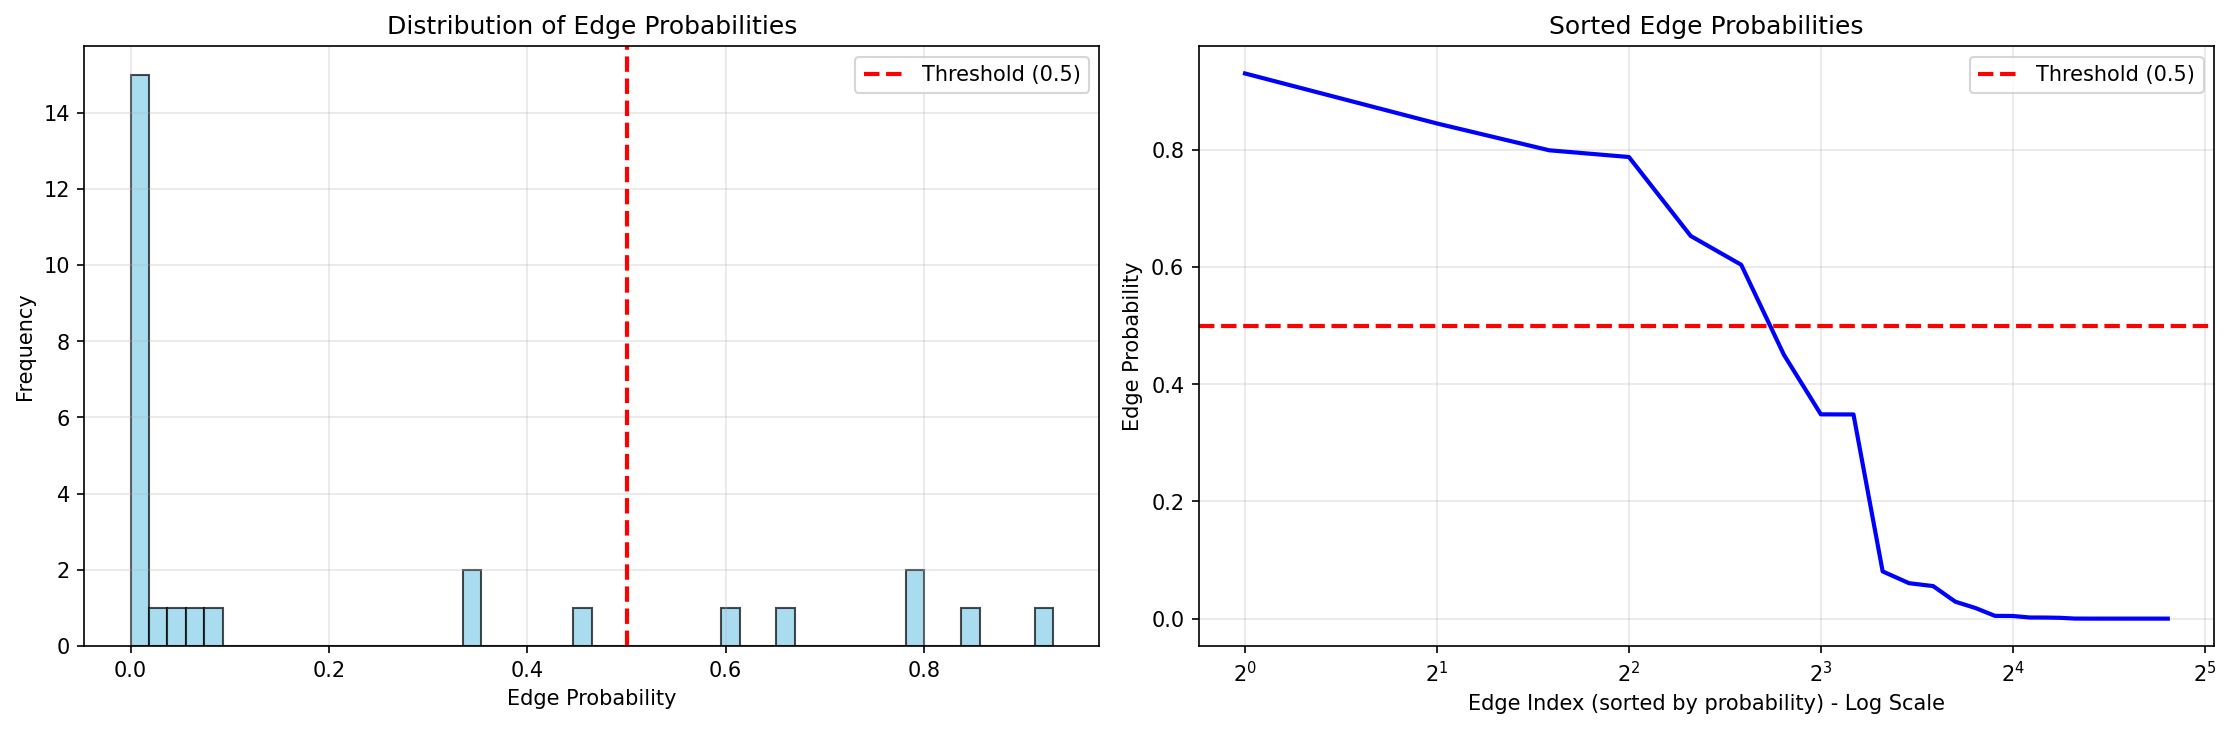 Distribution of Edge Probabilities
Threshold (0.5)
Frequency
14
12
10
8
6
4
2
0
0.0 0.2 0.4 0.6 0.8
Edge Probability
Sorted Edge Probabilities
Threshold (0.5)
Edge Probability
0.8
0.6
0.4
0.2
0.0
2⁰ 2¹ 2² 2³ 2⁴ 2⁵
Edge Index (sorted by probability) - Log Scale